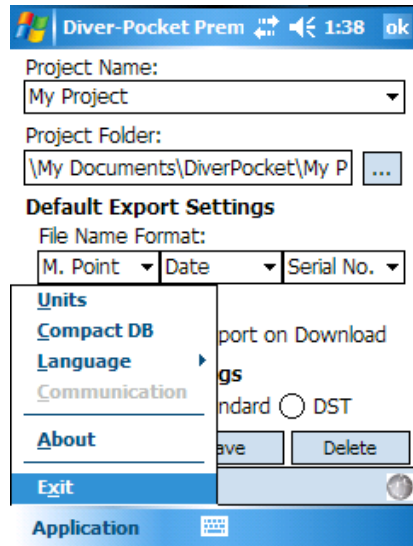 Diver-Pocket Prem 1:38 ok
Project Name:
My Project
Project Folder:
\My Documents\DiverPocket\My P ...
Default Export Settings
File Name Format:
M. Point Date Serial No.
Units
Compact DB port on Download
Language gs
Communication ndard DST
About ave Delete
Exit
Application